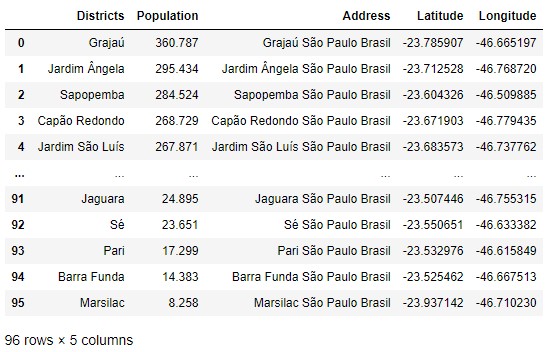 Districts Population Address Latitude Longitude
0 Grajaú 360.787 Grajaú São Paulo Brasil -23.785907 -46.665197
1 Jardim Ângela 295.434 Jardim Ângela São Paulo Brasil -23.712528 -46.768720
2 Sapopemba 284.524 Sapopemba São Paulo Brasil -23.604326 -46.509885
3 Capão Redondo 268.729 Capão Redondo São Paulo Brasil -23.671903 -46.779435
4 Jardim São Luís 267.871 Jardim São Luís São Paulo Brasil -23.683573 -46.737762
... ... ... ... ... ...
91 Jaguara 24.895 Jaguara São Paulo Brasil -23.507446 -46.755315
92 Sé 23.651 Sé São Paulo Brasil -23.550651 -46.633382
93 Pari 17.299 Pari São Paulo Brasil -23.532976 -46.615849
94 Barra Funda 14.383 Barra Funda São Paulo Brasil -23.525462 -46.667513
95 Marsilac 8.258 Marsilac São Paulo Brasil -23.937142 -46.710230
96 rows × 5 columns